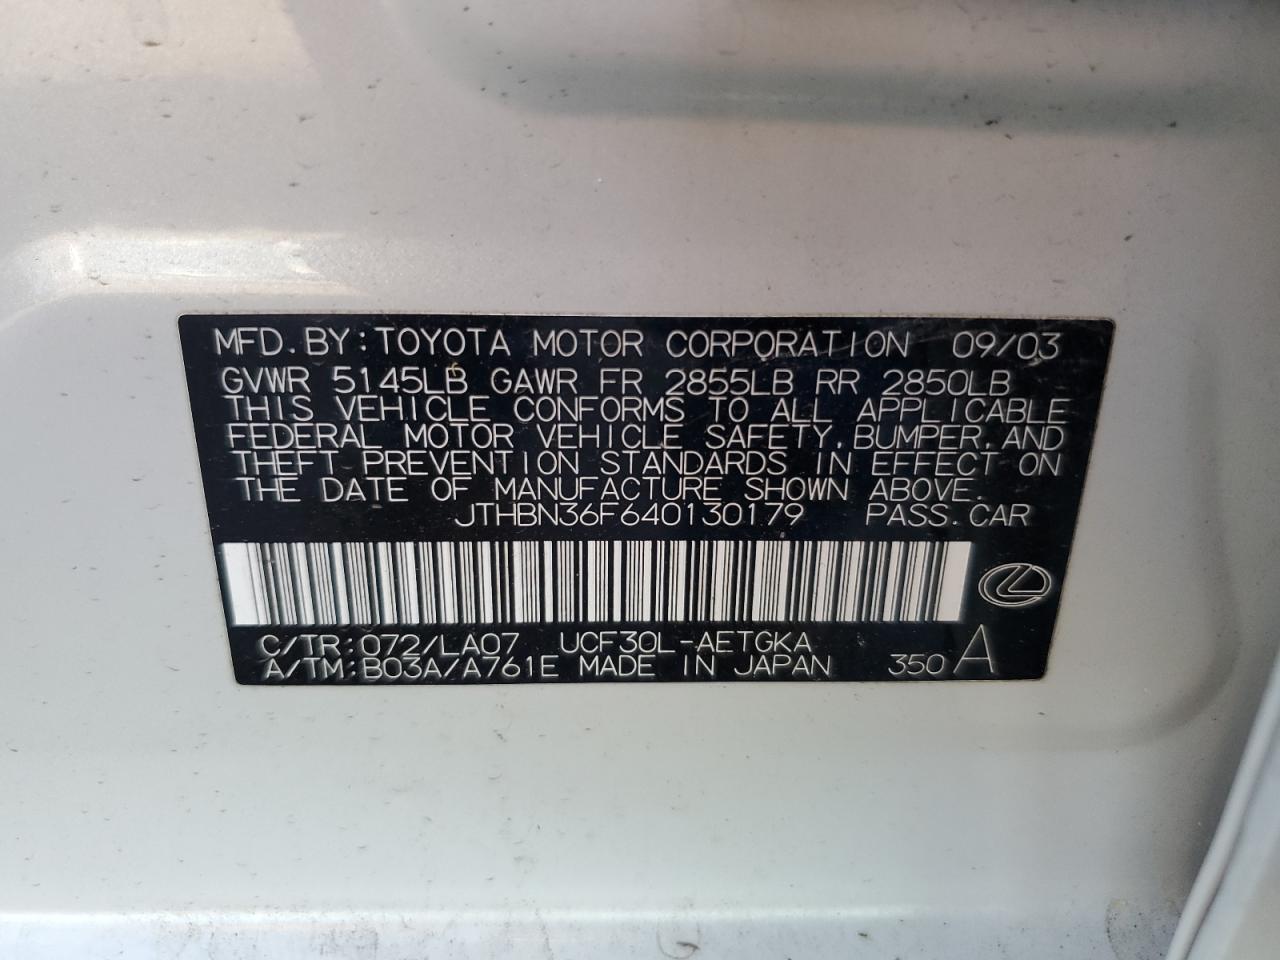 MFD. BY: TOYOTA MOTOR CORPORATION 09/03
GVWR 5145LB GAWR FR 2855LB RR 2850LB
THIS VEHICLE CONFORMS TO ALL APPLICABLE
FEDERAL MOTOR VEHICLE SAFETY, BUMPER, AND
THEFT PREVENTION STANDARDS IN EFFECT ON
THE DATE OF MANUFACTURE SHOWN ABOVE.
JTHBN36F640130179 PASS. CAR
C/TR: 072/LA07 UCF30L-AETGKA
A/TM: B03A/A761E MADE IN JAPAN 350 A